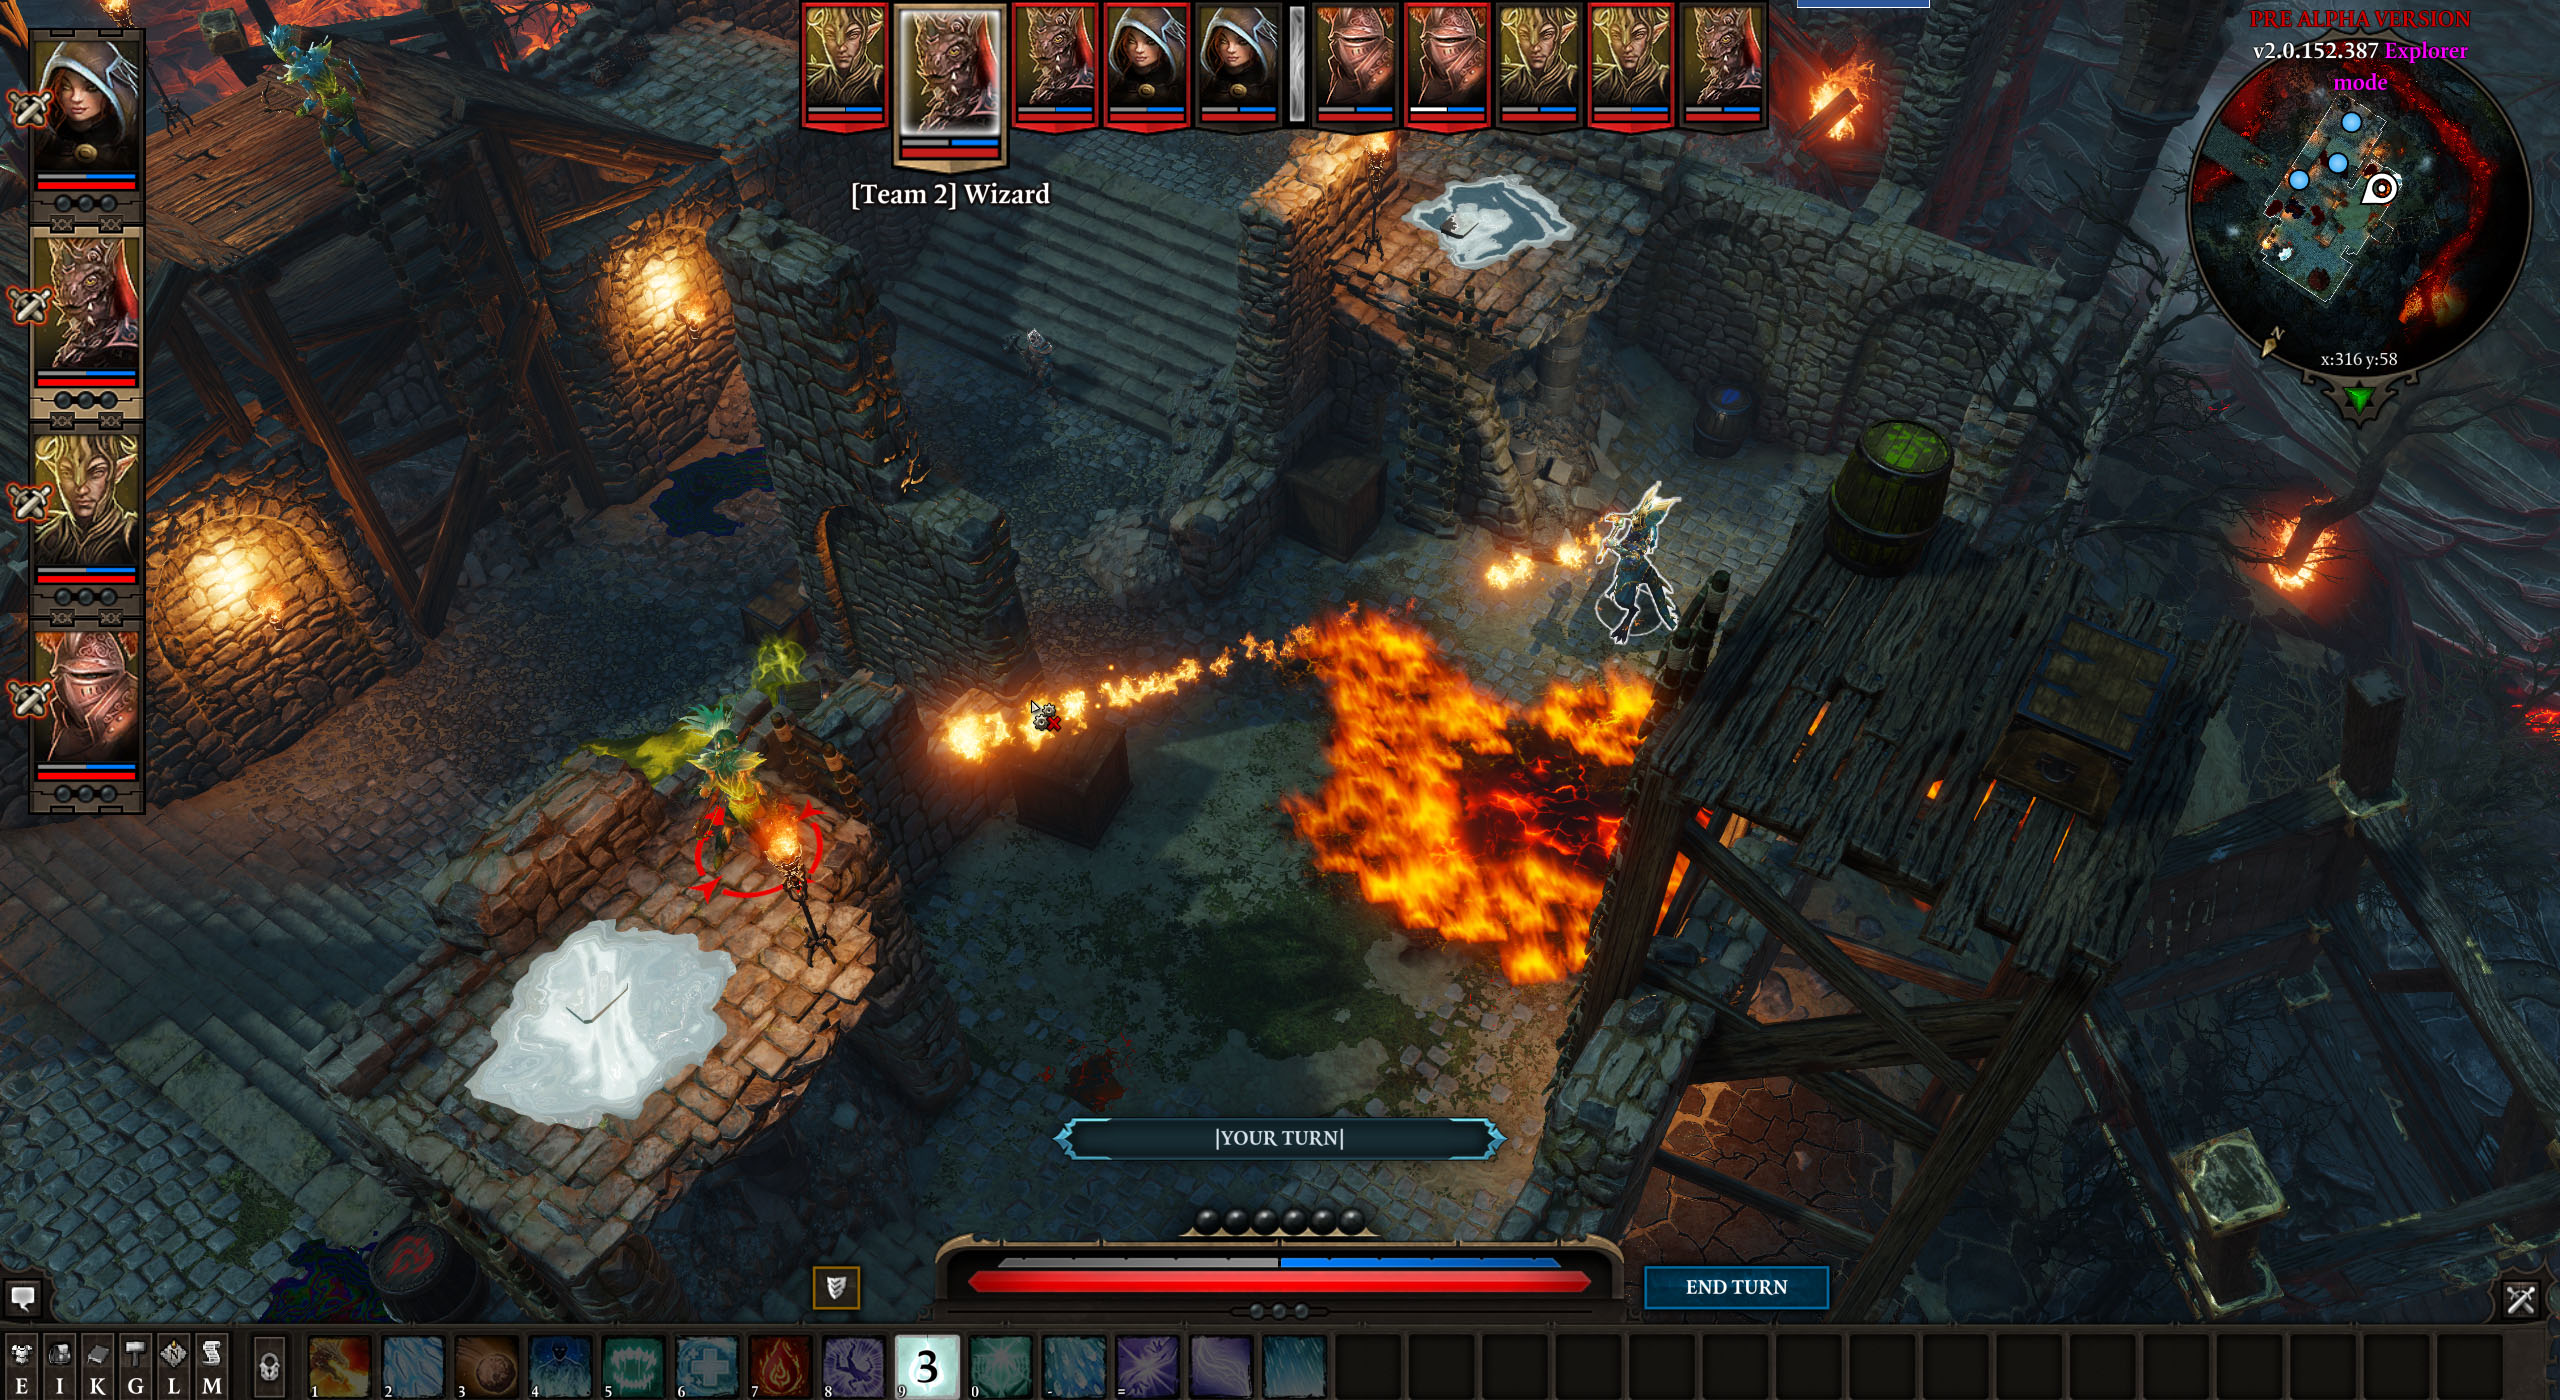 PRE ALPHA VERSION
v2.0.152.387 Explorer
mode
[Team 2] Wizard
N
x:316 y:58
|YOUR TURN|
END TURN
E I K G L M
1 2 3 4 5 6 7 8 9 3 0 - =